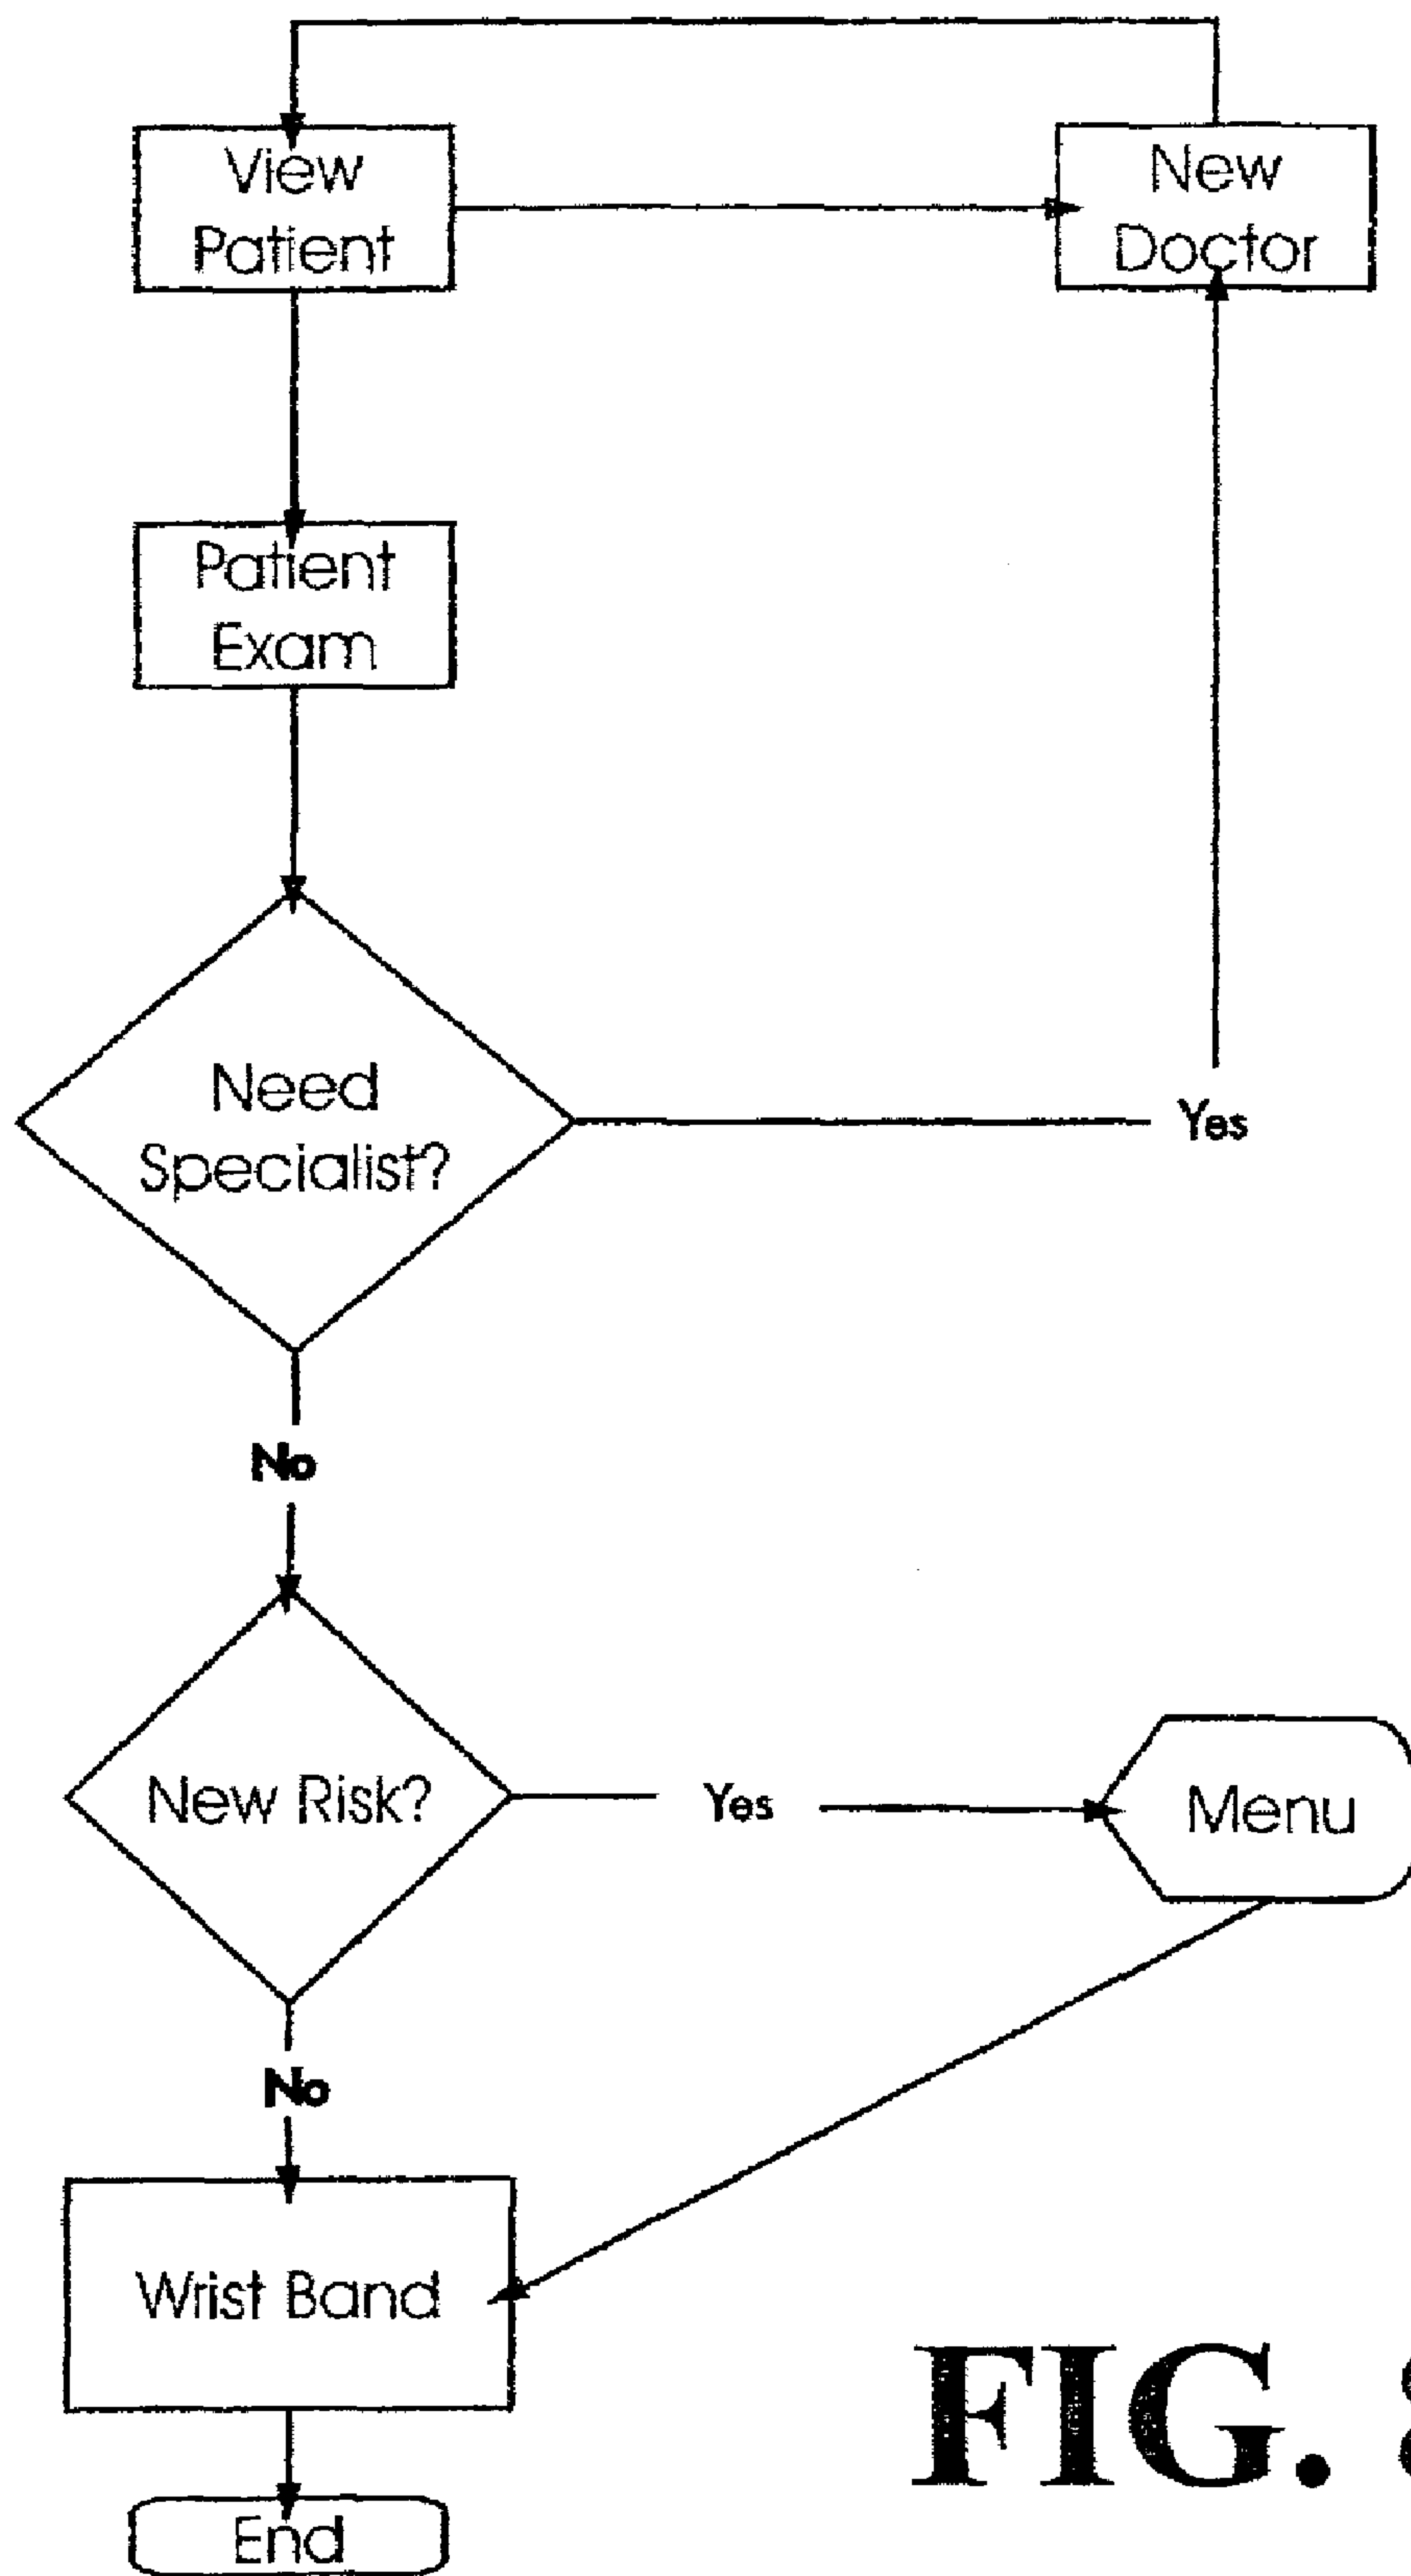 View
Patient
New
Doctor
Patient
Exam
Need
Specialist?
Yes
No
New Risk?
Yes
Menu
No
Wrist Band
FIG.
End